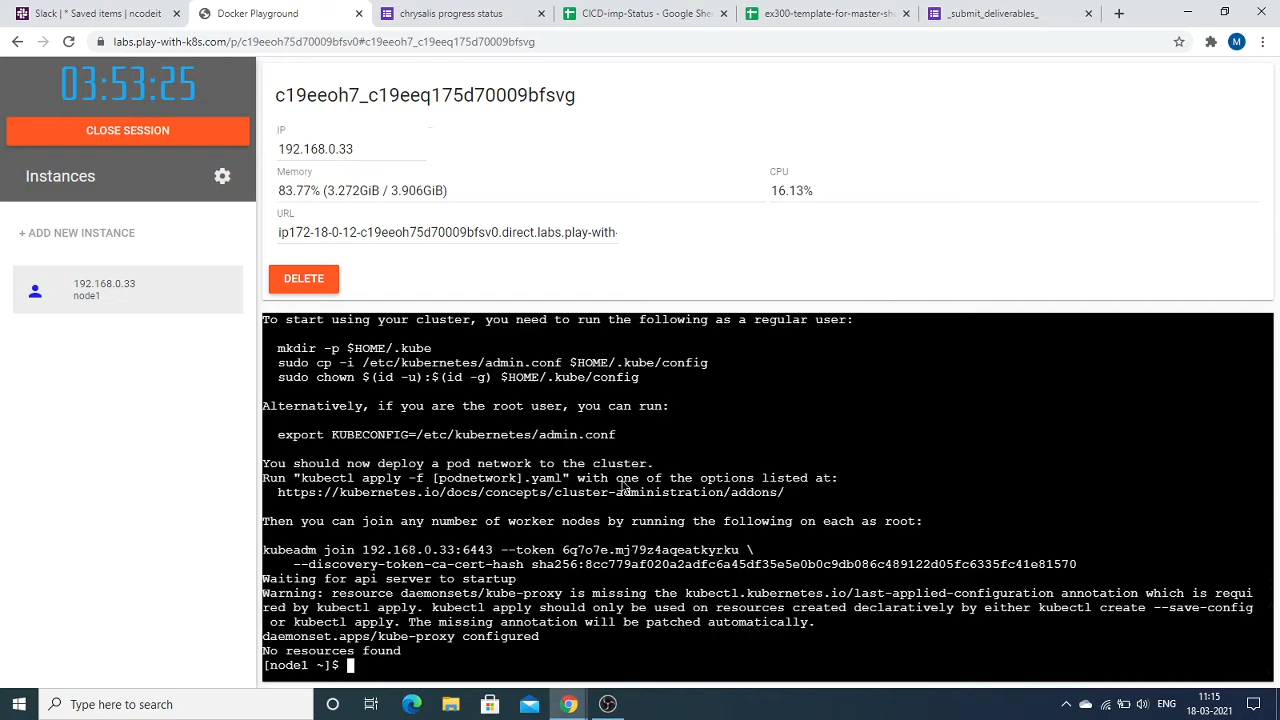 * Saved items | ncodeit
Docker Playground
chrysalis progress status
CICD-imp-Status - Google She
ex300-template-for-master-sh
_submit_deliverables_
labs.play-with-k8s.com/p/c19eeoh75d70009bfsv0#c19eeoh7_c19eeq175d70009bfsvg
M
03:53:25
CLOSE SESSION
Instances
+ ADD NEW INSTANCE
192.168.0.33
node1
c19eeoh7_c19eeq175d70009bfsvg
IP
192.168.0.33
Memory
83.77% (3.272GiB / 3.906GiB)
CPU
16.13%
URL
ip172-18-0-12-c19eeoh75d70009bfsv0.direct.labs.play-with-
DELETE
To start using your cluster, you need to run the following as a regular user:
mkdir -p $HOME/.kube
sudo cp -i /etc/kubernetes/admin.conf $HOME/.kube/config
sudo chown $(id -u):$(id -g) $HOME/.kube/config
Alternatively, if you are the root user, you can run:
export KUBECONFIG=/etc/kubernetes/admin.conf
You should now deploy a pod network to the cluster.
Run "kubectl apply -f [podnetwork].yaml" with one of the options listed at:
https://kubernetes.io/docs/concepts/cluster-administration/addons/
Then you can join any number of worker nodes by running the following on each as root:
kubeadm join 192.168.0.33:6443 --token 6q7o7e.mj79z4aqeatkyrku \
--discovery-token-ca-cert-hash sha256:8cc779af020a2adfc6a45df35e5e0b0c9db086c489122d05fc6335fc41e81570
Waiting for api server to startup
Warning: resource daemonsets/kube-proxy is missing the kubectl.kubernetes.io/last-applied-configuration annotation which is requi
red by kubectl apply. kubectl apply should only be used on resources created declaratively by either kubectl create --save-config
or kubectl apply. The missing annotation will be patched automatically.
daemonset.apps/kube-proxy configured
No resources found
[node1 ~]$
Type here to search
ENG
11:15
18-03-2021